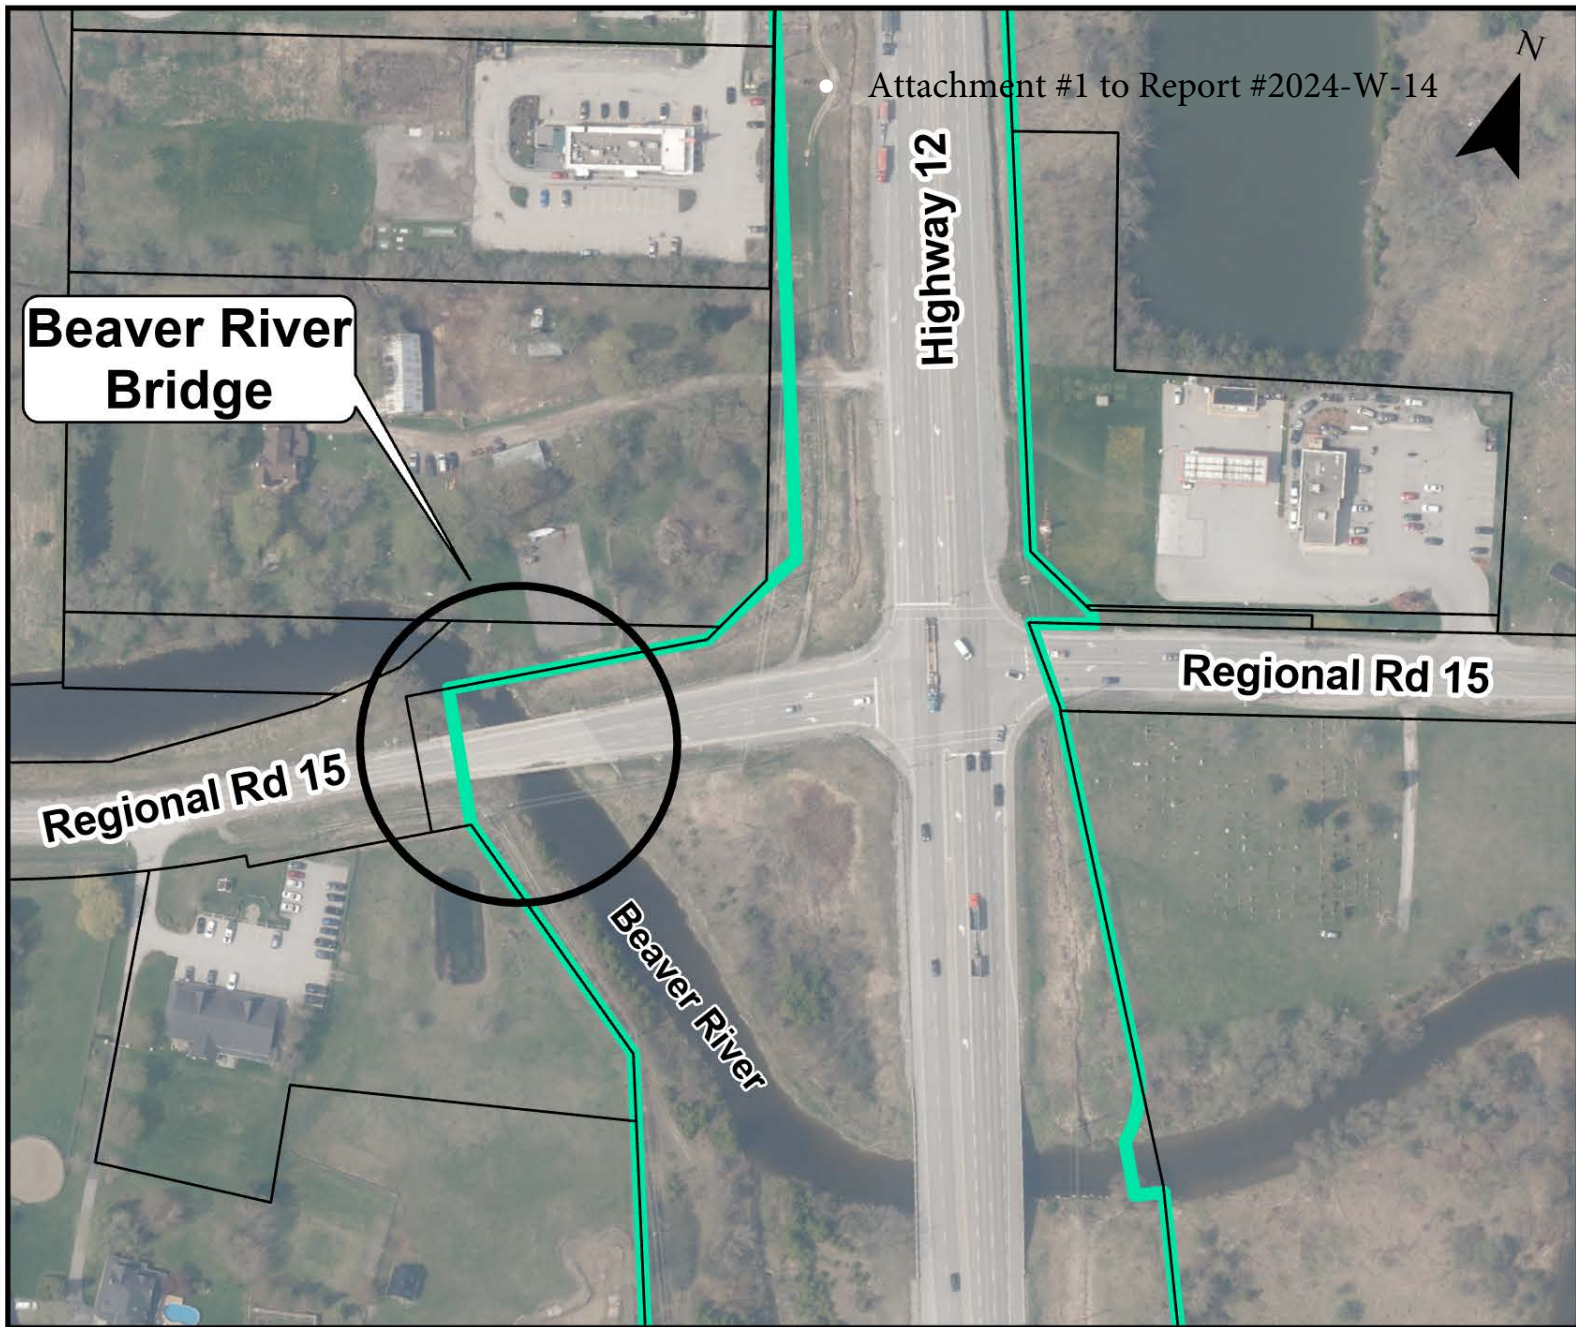 N
Attachment #1 to Report #2024-W-14
Highway 12
Beaver River
Bridge
Regional Rd 15
Regional Rd 15
Beaver River